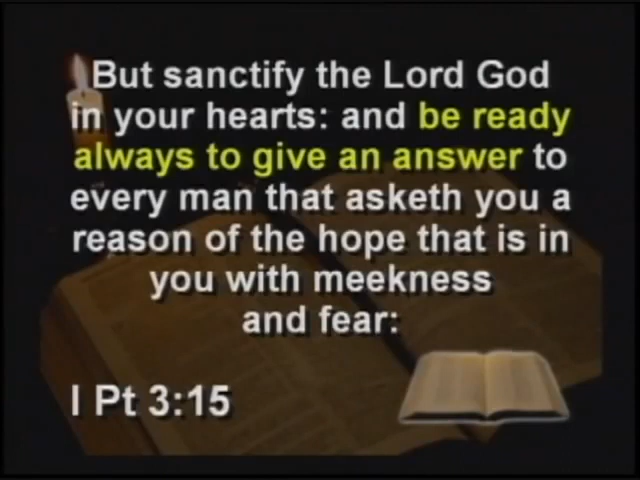 But sanctify the Lord God
in your hearts: and be ready
always to give an answer to
every man that asketh you a
reason of the hope that is in
you with meekness
and fear:
I Pt 3:15